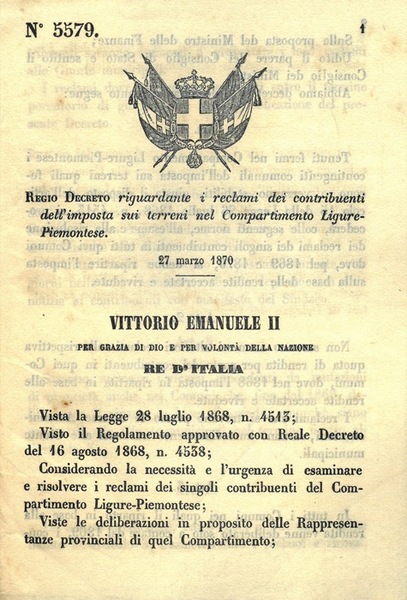 N° 5579.
1
REGIO DECRETO riguardante i reclami dei contribuenti
dell'imposta sui terreni nel Compartimento Ligure-
Piemontese.
27 marzo 1870
VITTORIO EMANUELE II
PER GRAZIA DI DIO E PER VOLONTÀ DELLA NAZIONE
RE D'ITALIA
Vista la Legge 28 luglio 1868, n. 4513;
Visto il Regolamento approvato con Reale Decreto
del 16 agosto 1868, n. 4538;
Considerando la necessità e l'urgenza di esaminare
e risolvere i reclami dei singoli contribuenti del Com-
partimento Ligure-Piemontese;
Viste le deliberazioni in proposito delle Rappresen-
tanze provinciali di quel Compartimento;